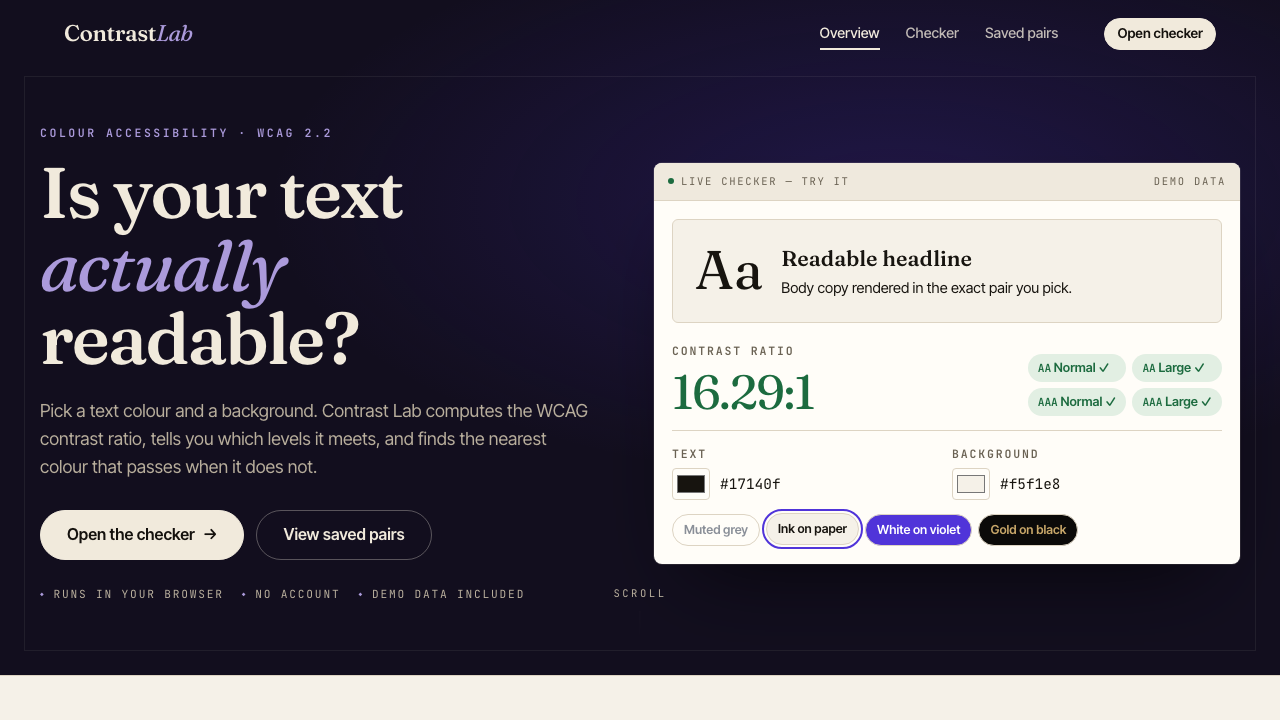 ContrastLab
Overview
Checker
Saved pairs
Open checker
COLOUR ACCESSIBILITY · WCAG 2.2
Is your text
actually
readable?
Pick a text colour and a background. Contrast Lab computes the WCAG
contrast ratio, tells you which levels it meets, and finds the nearest
colour that passes when it does not.
Open the checker →
View saved pairs
RUNS IN YOUR BROWSER
NO ACCOUNT
DEMO DATA INCLUDED
SCROLL
LIVE CHECKER — TRY IT
DEMO DATA
Aa
Readable headline
Body copy rendered in the exact pair you pick.
CONTRAST RATIO
16.29:1
AA Normal ✓
AA Large ✓
AAA Normal ✓
AAA Large ✓
TEXT
#17140f
BACKGROUND
#f5f1e8
Muted grey
Ink on paper
White on violet
Gold on black